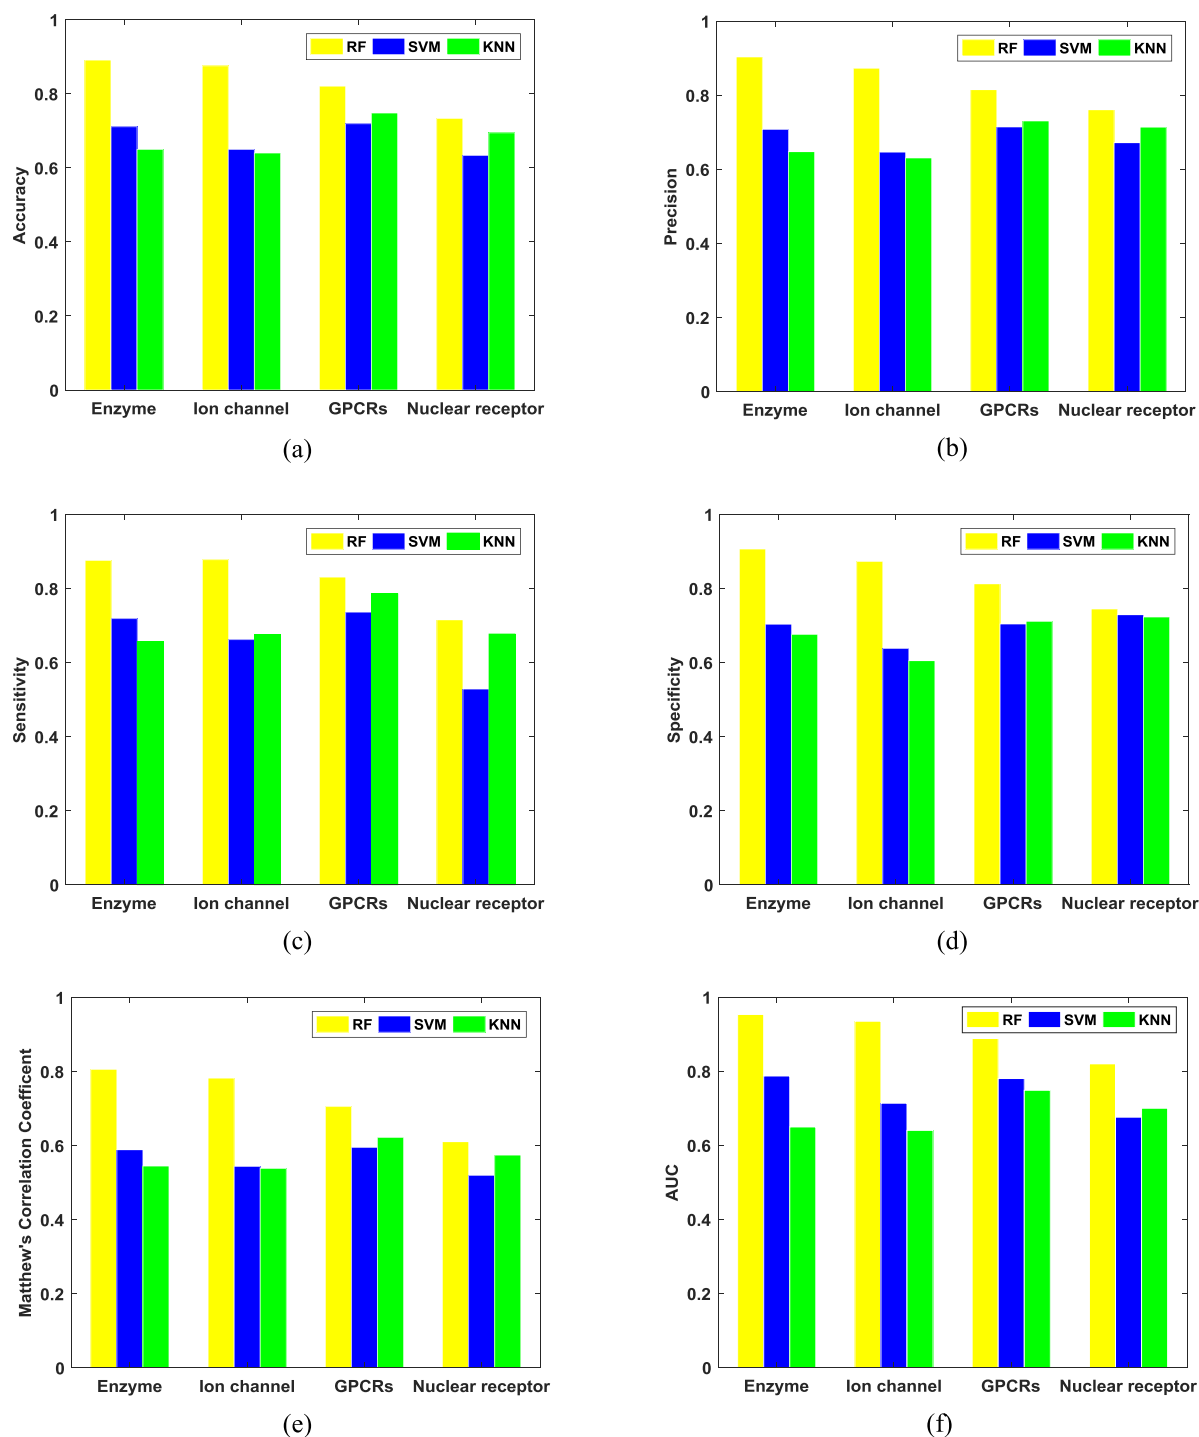 1
RF SVM KNN
0.8
0.6
Accuracy
0.4
0.2
0
Enzyme Ion channel GPCRs Nuclear receptor
(a)
1
RF SVM KNN
0.8
0.6
Precision
0.4
0.2
0
Enzyme Ion channel GPCRs Nuclear receptor
(b)
1
RF SVM KNN
0.8
0.6
Sensitivity
0.4
0.2
0
Enzyme Ion channel GPCRs Nuclear receptor
(c)
1
RF SVM KNN
0.8
0.6
Specificity
0.4
0.2
0
Enzyme Ion channel GPCRs Nuclear receptor
(d)
1
RF SVM KNN
0.8
0.6
Matthew's Correlation Coefficent
0.4
0.2
0
Enzyme Ion channel GPCRs Nuclear receptor
(e)
1
RF SVM KNN
0.8
0.6
AUC
0.4
0.2
0
Enzyme Ion channel GPCRs Nuclear receptor
(f)